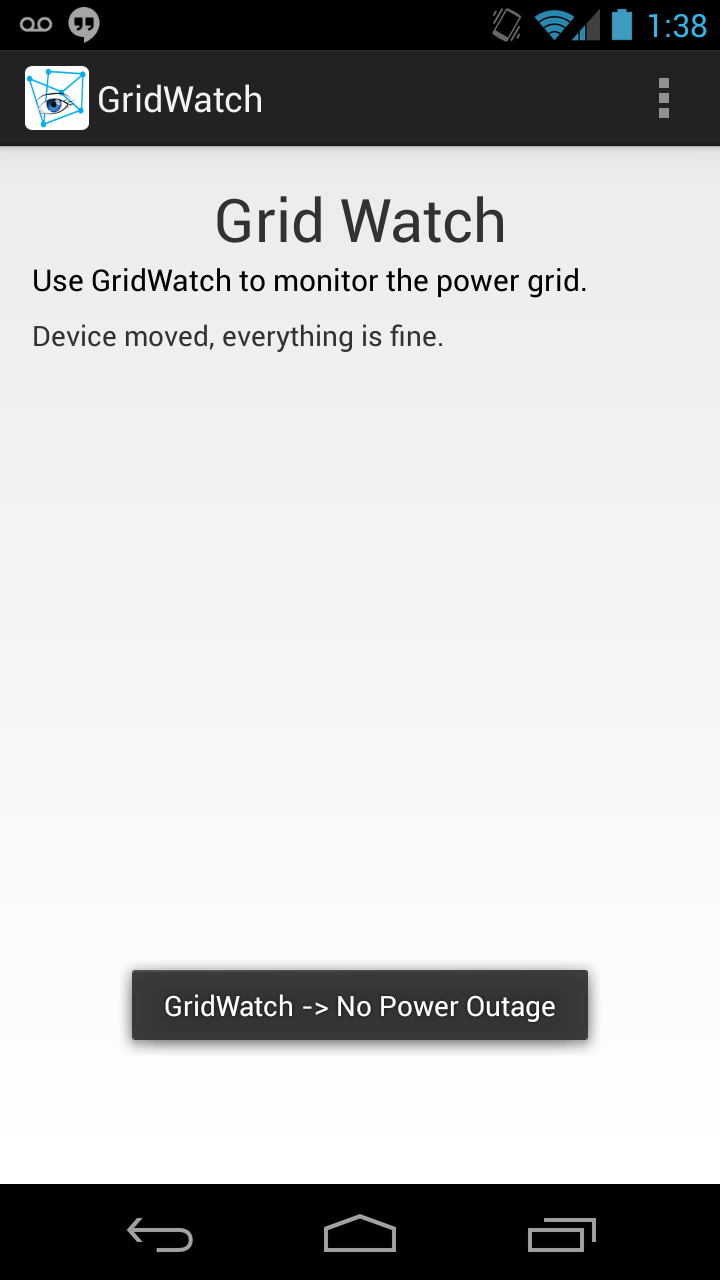 1:38
GridWatch
Grid Watch
Use GridWatch to monitor the power grid.
Device moved, everything is fine.
GridWatch -> No Power Outage